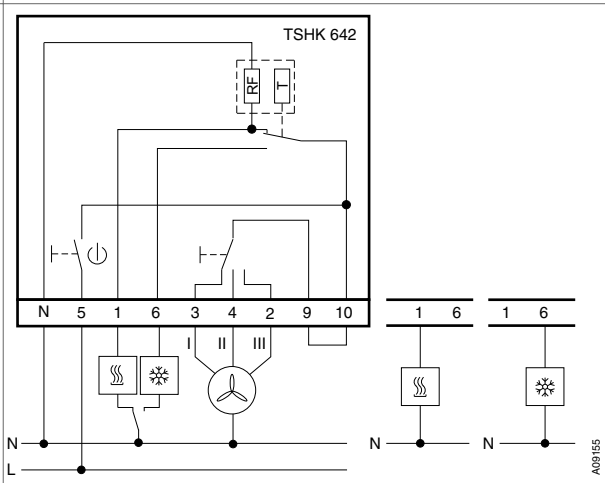 TSHK 642
RF T
N 5 1 6 3 4 2 9 10 1 6 1 6
I II III
N N N
L
A09155